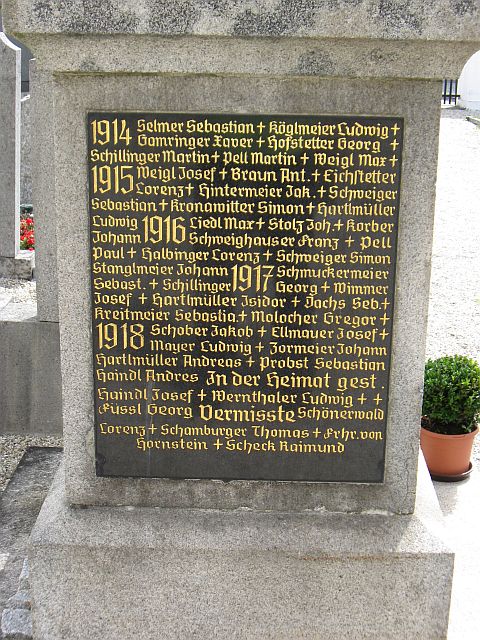 1914 Selmer Sebastian + Köglmeier Ludwig +
Gamringer Xaver + Hofstetter Georg +
Schillinger Martin + Pell Martin + Weigl Max +
1915 Weigl Josef + Braun Ant. + Eichstetter
Lorenz + Hintermeier Jak. + Schweiger
Sebastian + Kronawitter Simon + Hartlmüller
Ludwig 1916 Liedl Max + Stolz Joh. + Korber
Johann Schweighauser Franz + Pell
Paul + Halbinger Lorenz + Schweiger Simon
Stanglmeier Johann 1917 Schmuckermeier
Sebast. + Schillinger Georg + Wimmer
Josef + Hartlmüller Isidor + Sachs Seb. +
Kreitmeier Sebastia. + Molocher Gregor +
1918 Schober Jakob + Ellmauer Josef +
Mayer Ludwig + Zormeier Johann
Hartlmüller Andreas + Probst Sebastian
Haindl Andres In der Heimat gest.
Haindl Josef + Wernthaler Ludwig + +
Füssl Georg Vermisste Schönerwald
Lorenz + Schamburger Thomas + Frhr. von
Hornstein + Scheck Raimund